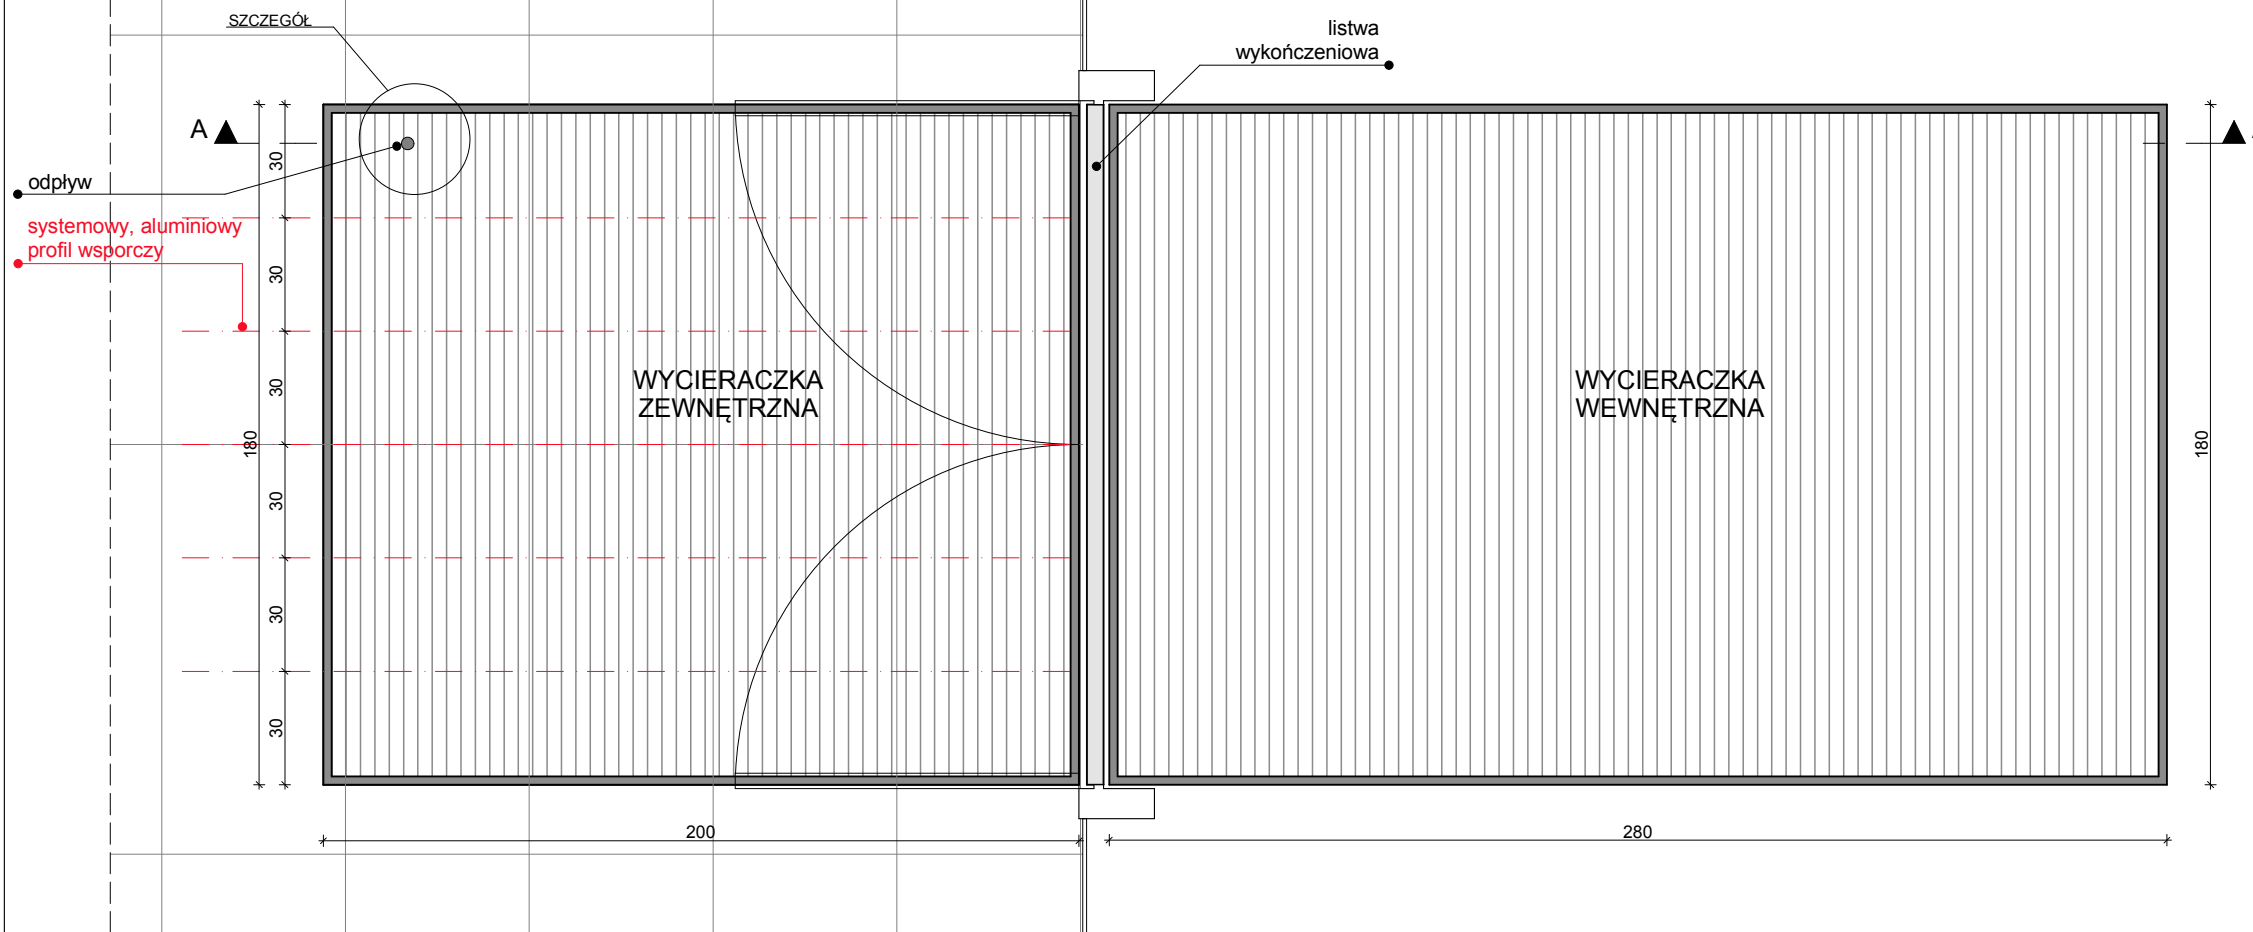 SZCZEGÓŁ
listwa
wykończeniowa
A
odpływ
systemowy, aluminiowy
profil wsporczy
30
30
30
30
30
30
180
WYCIERACZKA
ZEWNĘTRZNA
WYCIERACZKA
WEWNĘTRZNA
180
200
280